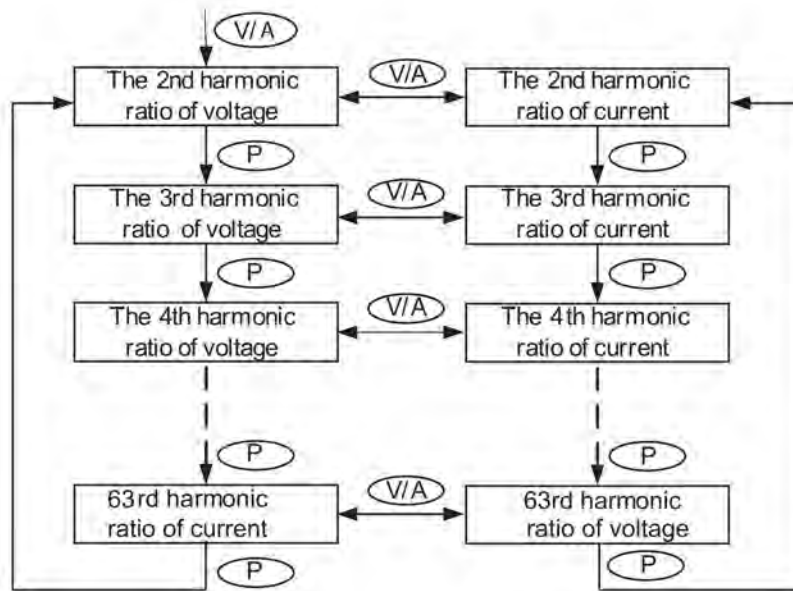 V/A
The 2nd harmonic
ratio of voltage
V/A
The 2nd harmonic
ratio of current
P
P
The 3rd harmonic
ratio of voltage
V/A
The 3rd harmonic
ratio of current
P
P
The 4th harmonic
ratio of voltage
V/A
The 4th harmonic
ratio of current
P
P
63rd harmonic
ratio of current
V/A
63rd harmonic
ratio of voltage
P
P